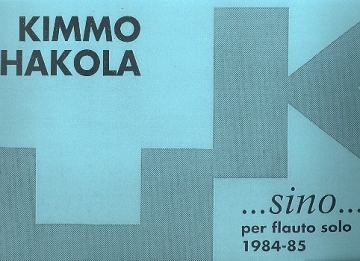 KIMMO
HAKOLA
...sino...
per flauto solo
1984-85